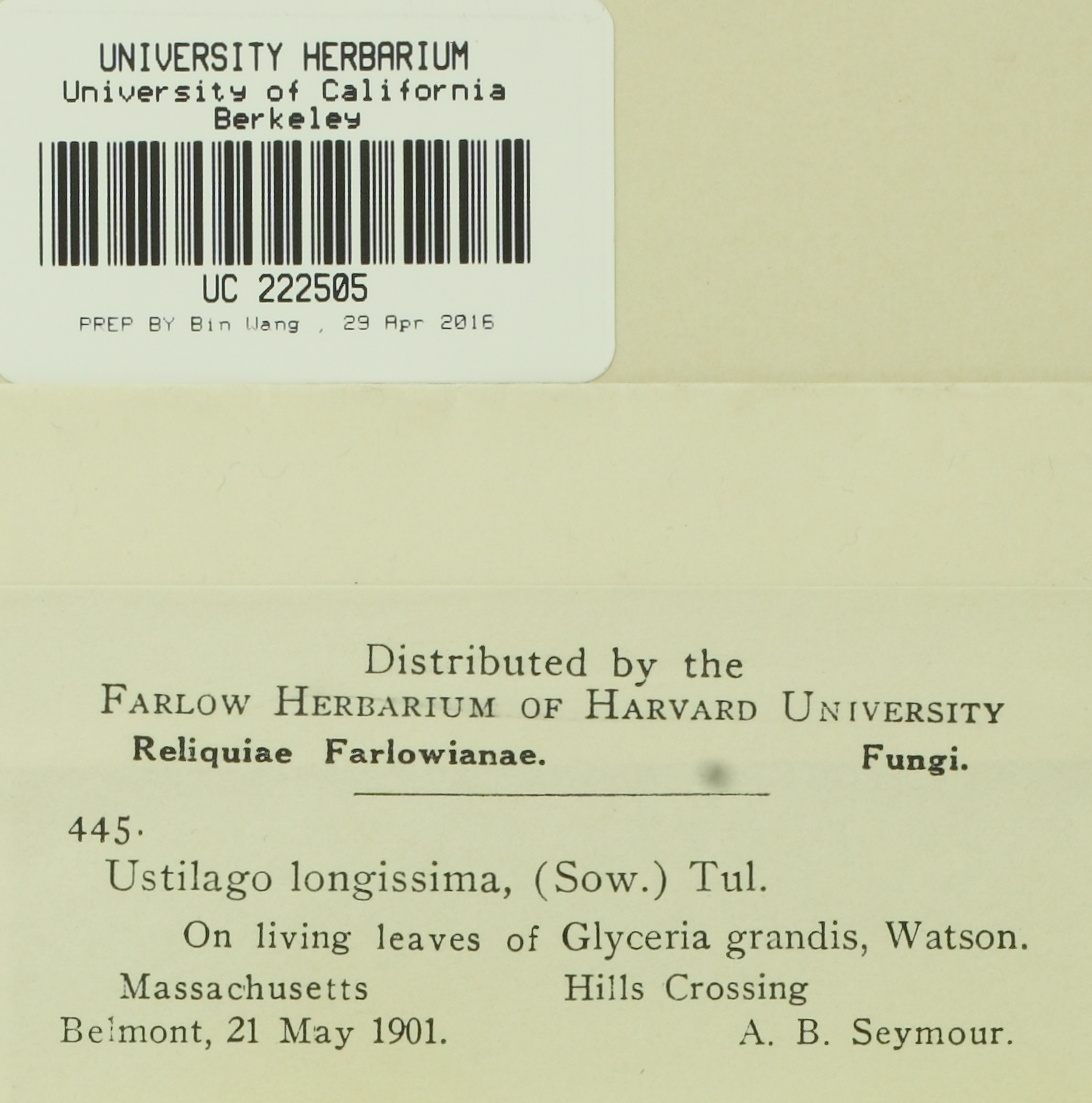 UNIVERSITY HERBARIUM
University of California
Berkeley
UC 222505
PREP BY Bin Wang , 29 Apr 2016
Distributed by the
FARLOW HERBARIUM OF HARVARD UNIVERSITY
Reliquiae Farlowianae. Fungi.
445.
Ustilago longissima, (Sow.) Tul.
On living leaves of Glyceria grandis, Watson.
Massachusetts Hills Crossing
Belmont, 21 May 1901. A. B. Seymour.